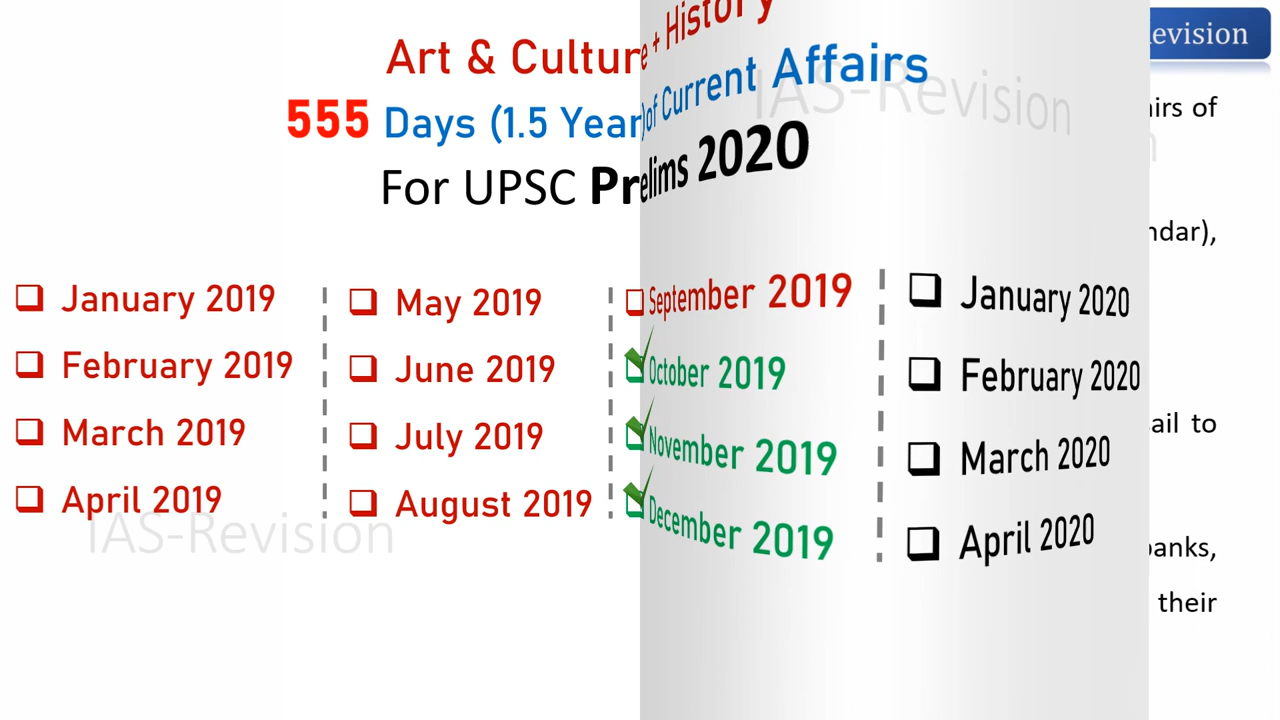 Art & Culture + History
555 Days (1.5 Year) of Current Affairs
For UPSC Prelims 2020
January 2019
February 2019
March 2019
April 2019
May 2019
June 2019
July 2019
August 2019
September 2019
October 2019
November 2019
December 2019
January 2020
February 2020
March 2020
April 2020
IAS-Revision
IAS-Revision
evision
airs of
ndar),
ail to
banks,
their